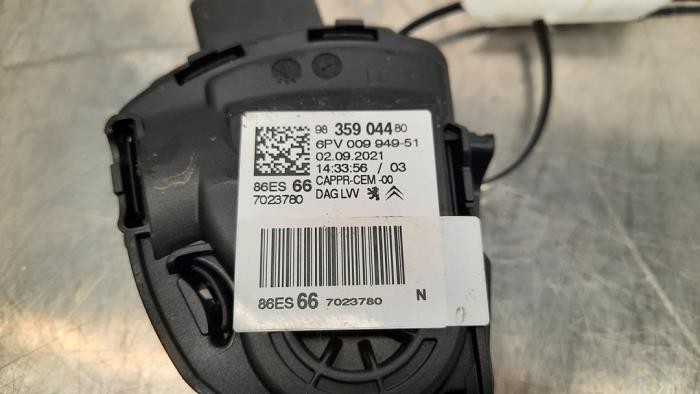 98 359 044 80
6PV 009 949-51
02.09.2021
14:33:56 / 03
86ES 66 CAPPR-CEM -00
7023780 DAG LVV
86ES 66 7023780 N